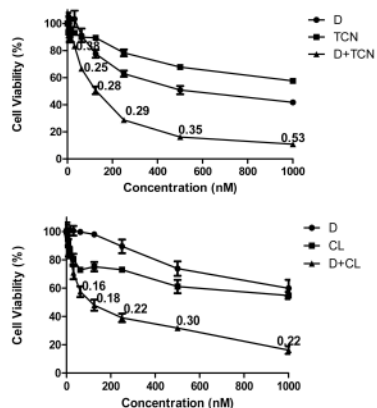 Cell Viability (%)
100
80
60
40
20
0
0.38
0.25
0.28
0.29
0.35
0.53
D
TCN
D+TCN
0 200 400 600 800 1000
Concentration (nM)
Cell Viability (%)
120
100
80
60
40
20
0
0.16
0.18
0.22
0.30
0.22
D
CL
D+CL
0 200 400 600 800 1000
Concentration (nM)